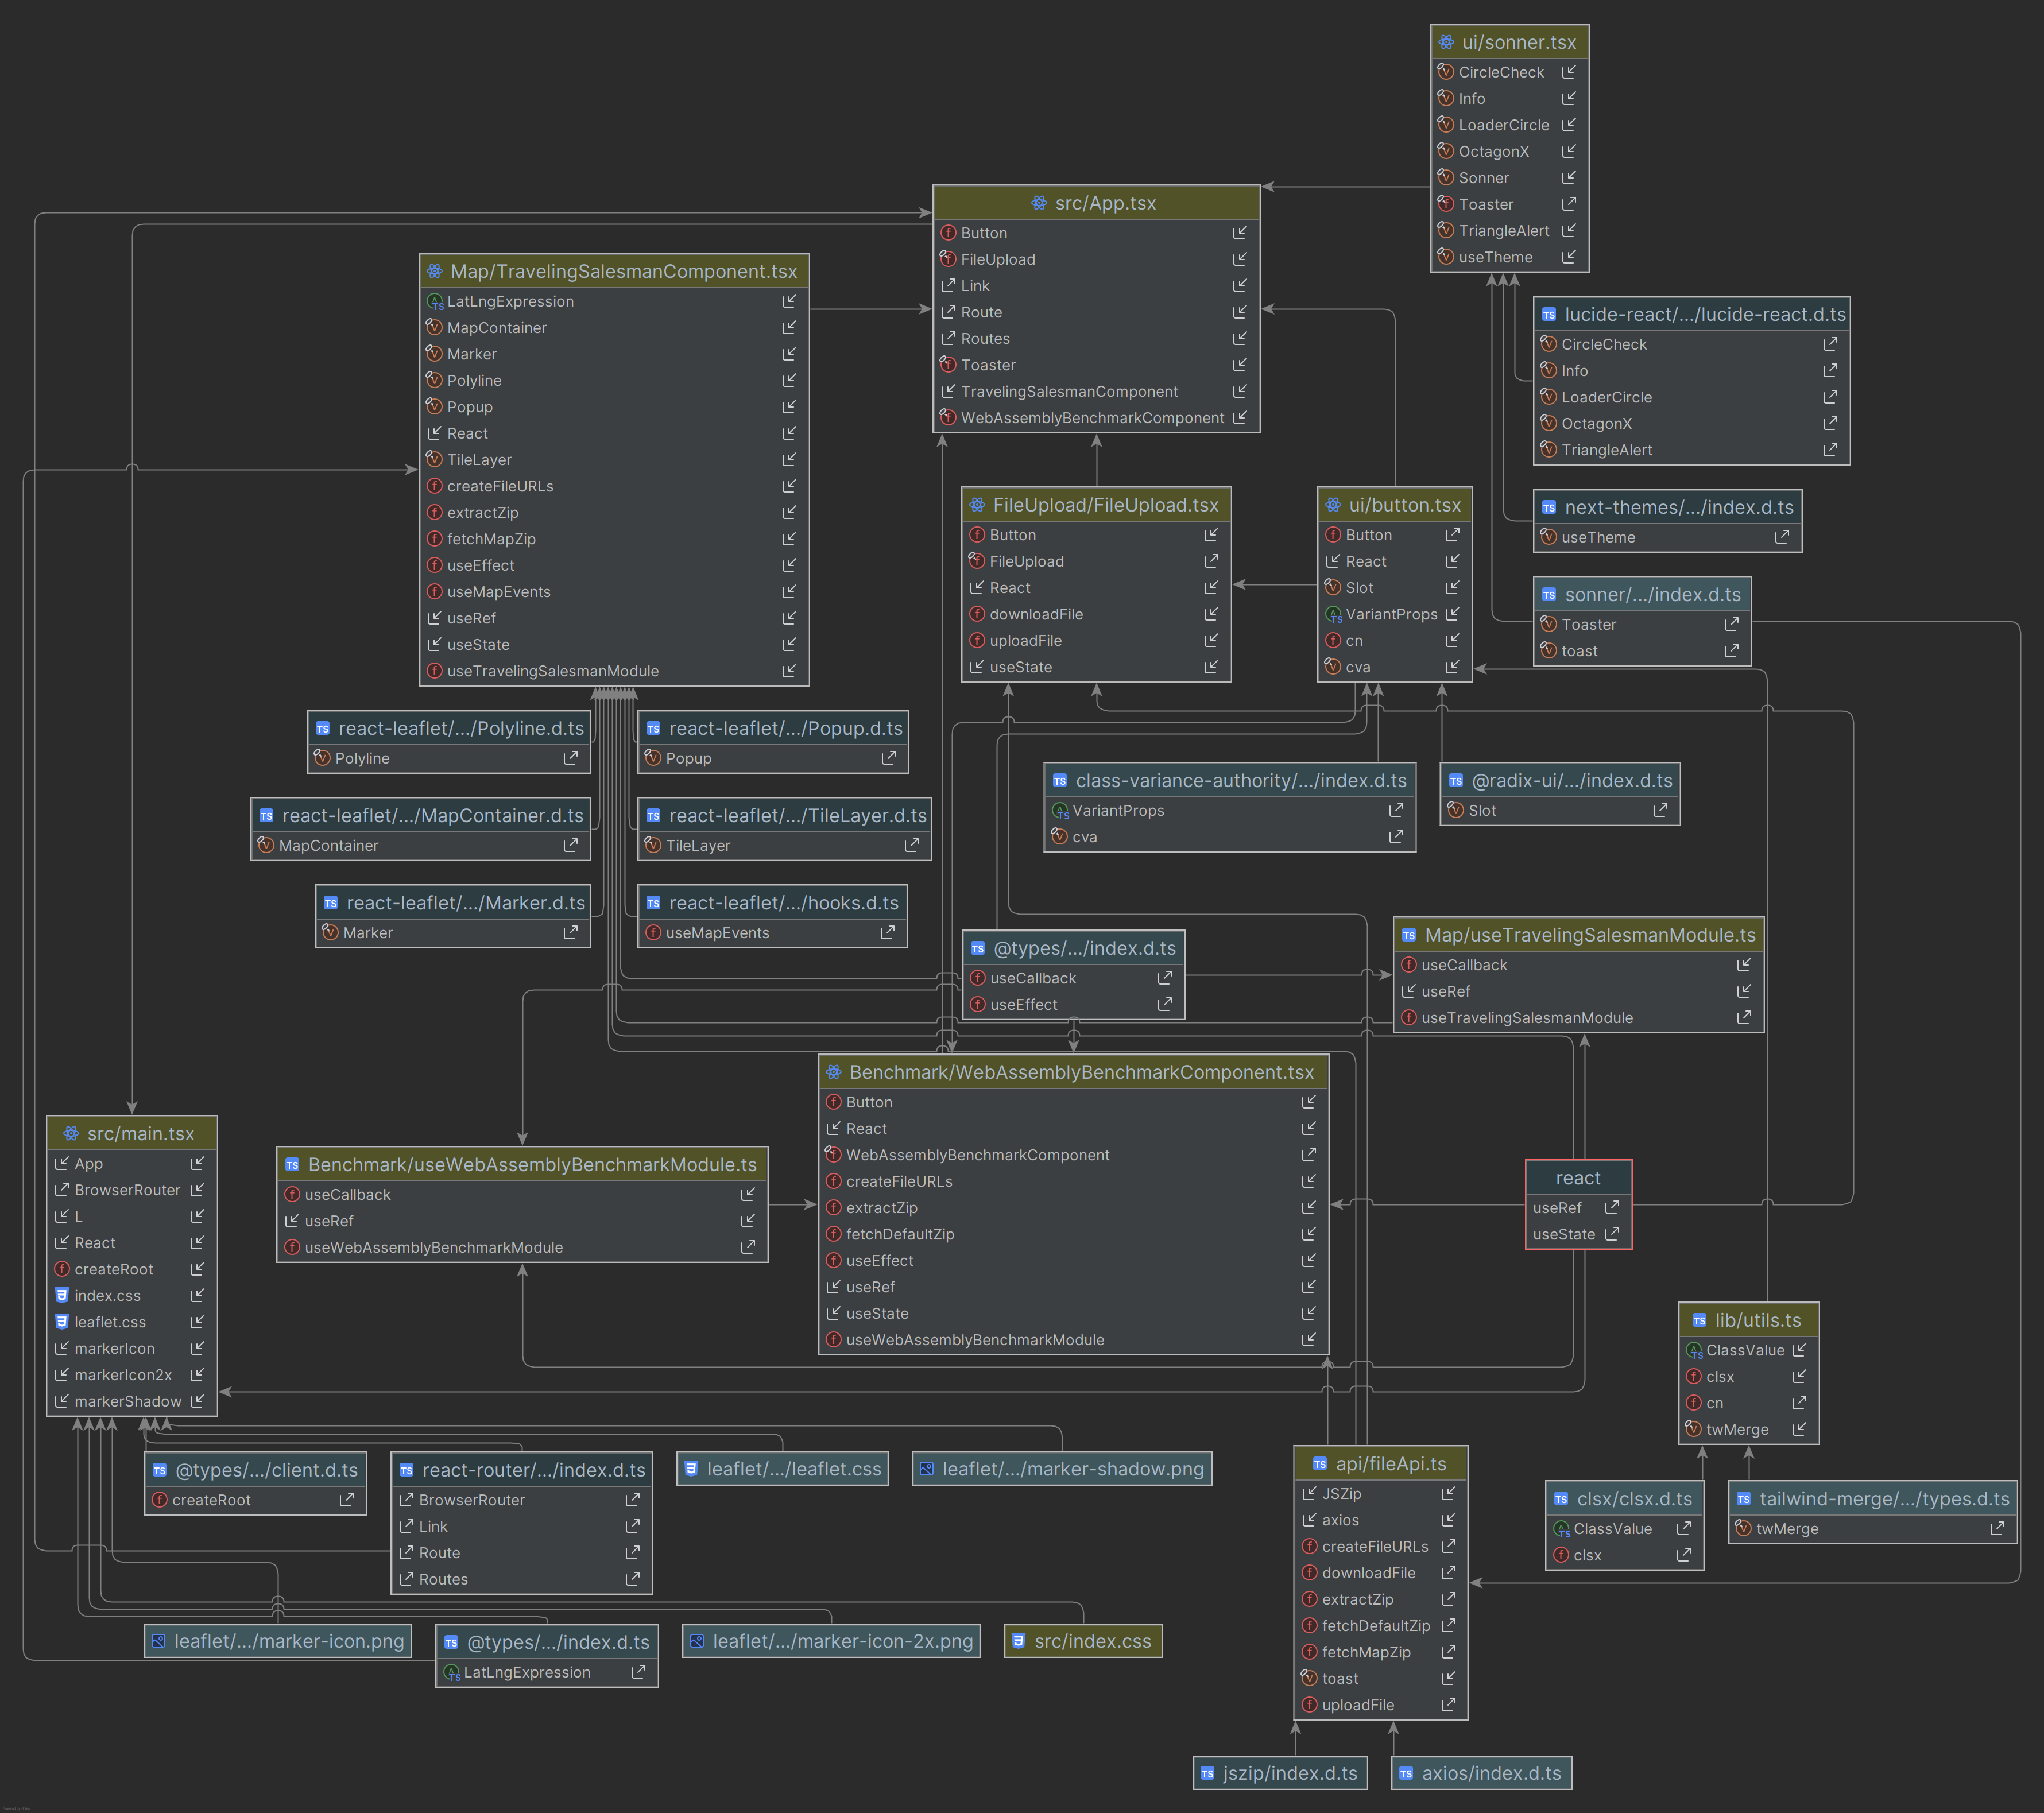 ui/sonner.tsx
CircleCheck
Info
LoaderCircle
OctagonX
Sonner
Toaster
TriangleAlert
useTheme
src/App.tsx
Button
FileUpload
Link
Route
Routes
Toaster
TravelingSalesmanComponent
WebAssemblyBenchmarkComponent
Map/TravelingSalesmanComponent.tsx
LatLngExpression
MapContainer
Marker
Polyline
Popup
React
TileLayer
createFileURLs
extractZip
fetchMapZip
useEffect
useMapEvents
useRef
useState
useTravelingSalesmanModule
lucide-react/.../lucide-react.d.ts
CircleCheck
Info
LoaderCircle
OctagonX
TriangleAlert
FileUpload/FileUpload.tsx
Button
FileUpload
React
downloadFile
uploadFile
useState
ui/button.tsx
Button
React
Slot
VariantProps
cn
cva
next-themes/.../index.d.ts
useTheme
sonner/.../index.d.ts
Toaster
toast
react-leaflet/.../Polyline.d.ts
Polyline
react-leaflet/.../Popup.d.ts
Popup
class-variance-authority/.../index.d.ts
VariantProps
cva
@radix-ui/.../index.d.ts
Slot
react-leaflet/.../MapContainer.d.ts
MapContainer
react-leaflet/.../TileLayer.d.ts
TileLayer
react-leaflet/.../Marker.d.ts
Marker
react-leaflet/.../hooks.d.ts
useMapEvents
@types/.../index.d.ts
useCallback
useEffect
Map/useTravelingSalesmanModule.ts
useCallback
useRef
useTravelingSalesmanModule
Benchmark/WebAssemblyBenchmarkComponent.tsx
Button
React
WebAssemblyBenchmarkComponent
createFileURLs
extractZip
fetchDefaultZip
useEffect
useRef
useState
useWebAssemblyBenchmarkModule
src/main.tsx
App
BrowserRouter
L
React
createRoot
index.css
leaflet.css
markerIcon
markerIcon2x
markerShadow
Benchmark/useWebAssemblyBenchmarkModule.ts
useCallback
useRef
useWebAssemblyBenchmarkModule
react
useRef
useState
lib/utils.ts
ClassValue
clsx
cn
twMerge
@types/.../client.d.ts
createRoot
react-router/.../index.d.ts
BrowserRouter
Link
Route
Routes
leaflet/.../leaflet.css
leaflet/.../marker-shadow.png
api/fileApi.ts
JSZip
axios
createFileURLs
downloadFile
extractZip
fetchDefaultZip
fetchMapZip
toast
uploadFile
clsx/clsx.d.ts
ClassValue
clsx
tailwind-merge/.../types.d.ts
twMerge
leaflet/.../marker-icon.png
@types/.../index.d.ts
LatLngExpression
leaflet/.../marker-icon-2x.png
src/index.css
jszip/index.d.ts
axios/index.d.ts